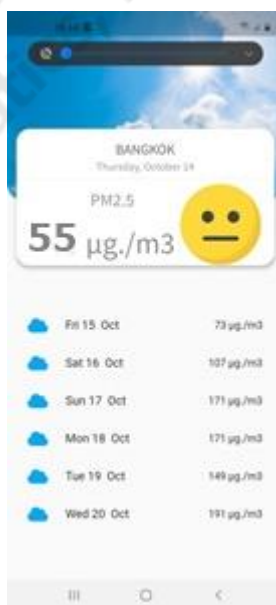 BANGKOK
Thursday, October 14
PM2.5
55 µg./m3
Fri 15 Oct 73 µg./m3
Sat 16 Oct 107 µg./m3
Sun 17 Oct 171 µg./m3
Mon 18 Oct 171 µg./m3
Tue 19 Oct 149 µg./m3
Wed 20 Oct 191 µg./m3